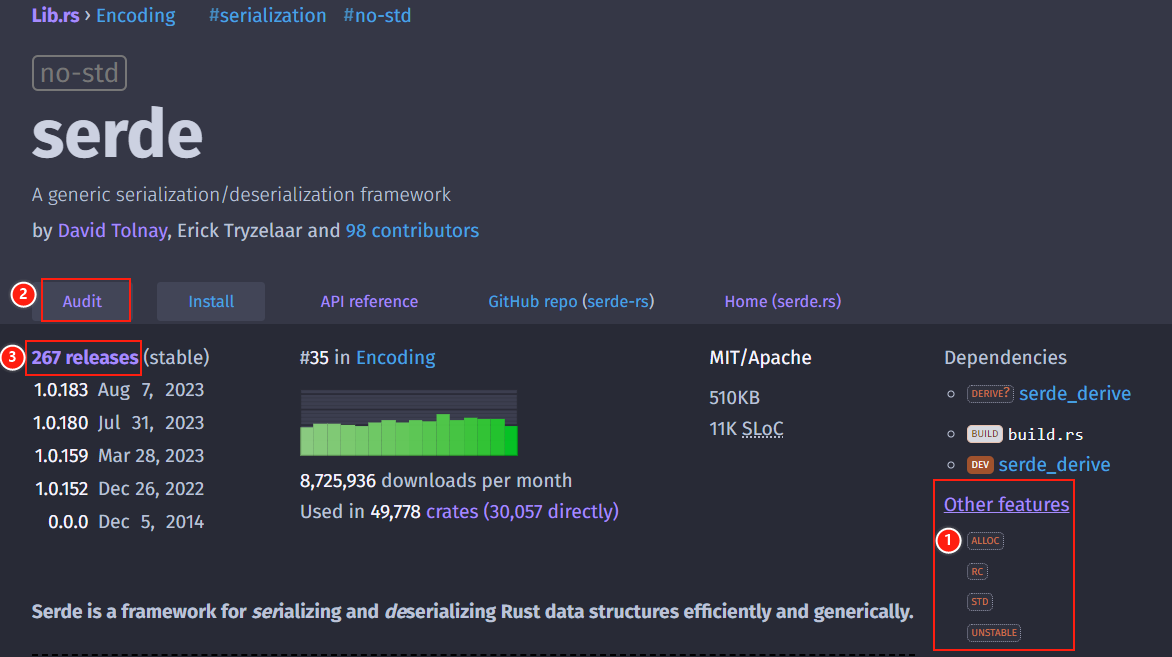 Lib.rs › Encoding #serialization #no-std
no-std
serde
A generic serialization/deserialization framework
by David Tolnay, Erick Tryzelaar and 98 contributors
2 Audit Install API reference GitHub repo (serde-rs) Home (serde.rs)
3 267 releases (stable)
1.0.183 Aug 7, 2023
1.0.180 Jul 31, 2023
1.0.159 Mar 28, 2023
1.0.152 Dec 26, 2022
0.0.0 Dec 5, 2014
#35 in Encoding
8,725,936 downloads per month
Used in 49,778 crates (30,057 directly)
MIT/Apache
510KB
11K SLoC
Dependencies
DERIVE? serde_derive
BUILD build.rs
DEV serde_derive
Other features
1 ALLOC
RC
STD
UNSTABLE
Serde is a framework for serializing and deserializing Rust data structures efficiently and generically.